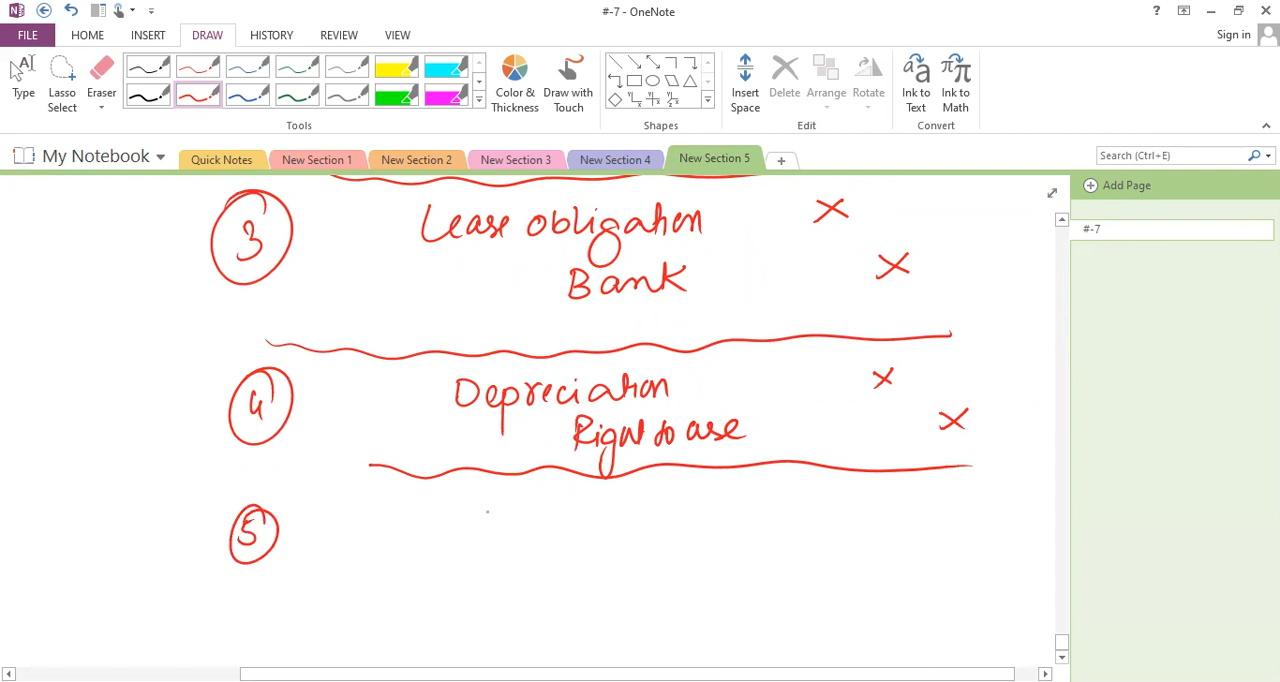 #-7 - OneNote
?
Sign in
FILE HOME INSERT DRAW HISTORY REVIEW VIEW
Type
Lasso Select
Eraser
Color & Thickness
Draw with Touch
Insert Space
Delete
Arrange
Rotate
Ink to Text
Ink to Math
Tools
Shapes
Edit
Convert
My Notebook
Quick Notes
New Section 1
New Section 2
New Section 3
New Section 4
New Section 5
Search (Ctrl+E)
Add Page
#-7
3 Lease obligation X
Bank X
4 Depreciation X
Right to use X
5